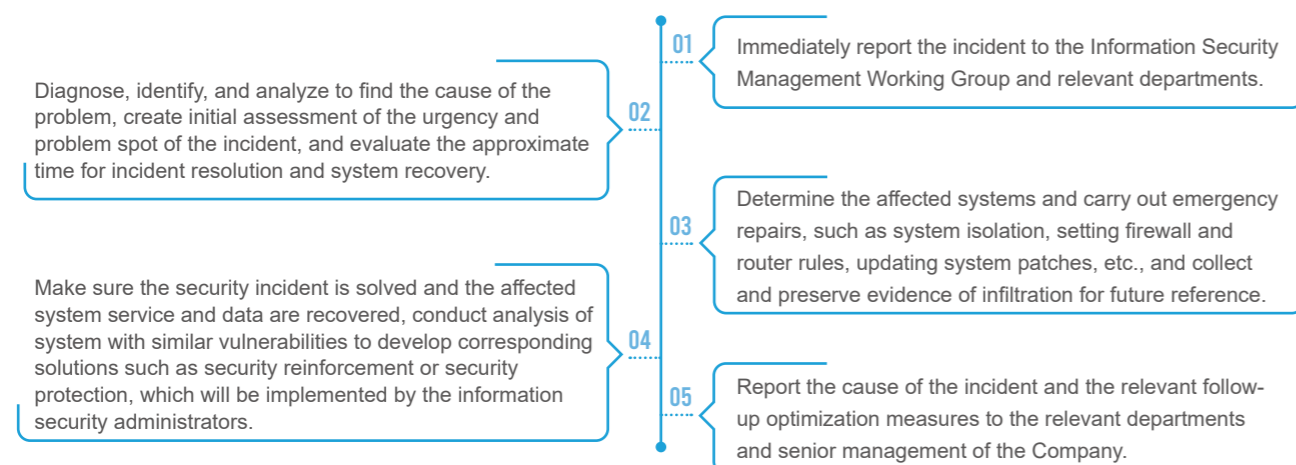 01
Immediately report the incident to the Information Security
Management Working Group and relevant departments.
02
Diagnose, identify, and analyze to find the cause of the
problem, create initial assessment of the urgency and
problem spot of the incident, and evaluate the approximate
time for incident resolution and system recovery.
03
Determine the affected systems and carry out emergency
repairs, such as system isolation, setting firewall and
router rules, updating system patches, etc., and collect
and preserve evidence of infiltration for future reference.
04
Make sure the security incident is solved and the affected
system service and data are recovered, conduct analysis of
system with similar vulnerabilities to develop corresponding
solutions such as security reinforcement or security
protection, which will be implemented by the information
security administrators.
05
Report the cause of the incident and the relevant follow-
up optimization measures to the relevant departments
and senior management of the Company.